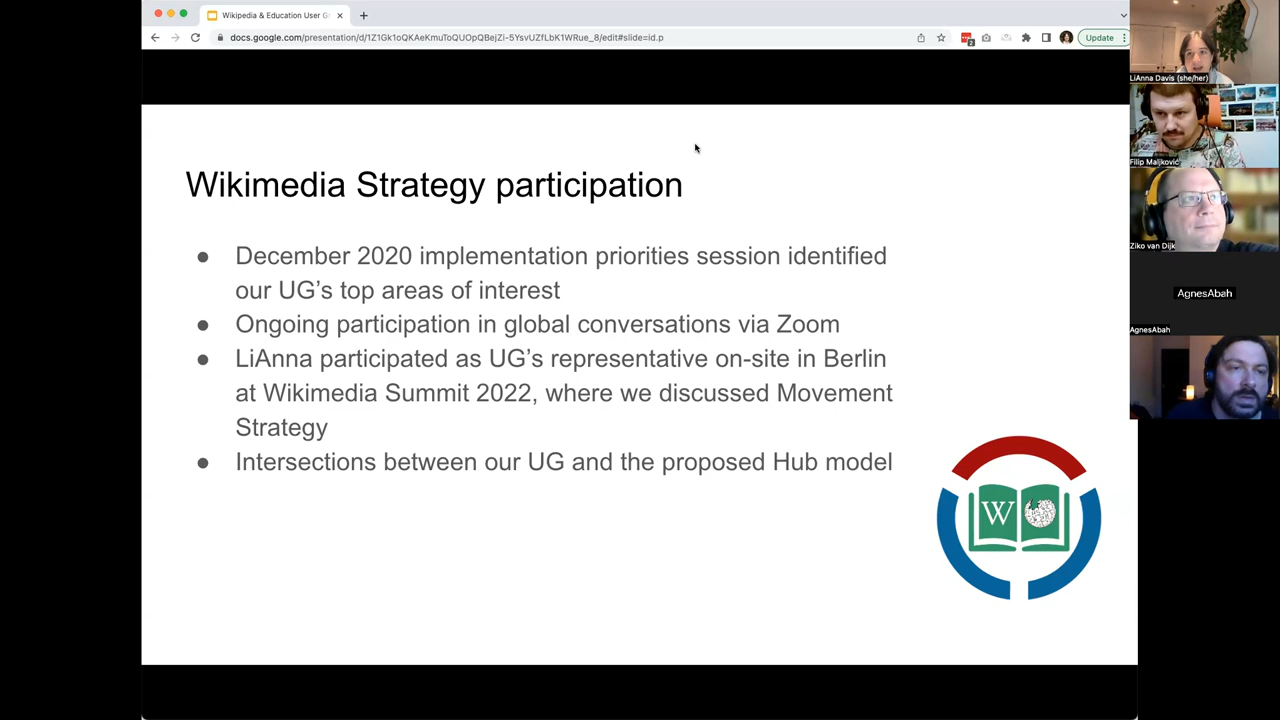 Wikipedia & Education User G
docs.google.com/presentation/d/1Z1Gk1oQKAeKmuToQUOpQBejZi-5YsvUZfLbK1WRue_8/edit#slide=id.p
2
Update
Wikimedia Strategy participation
● December 2020 implementation priorities session identified
our UG’s top areas of interest
● Ongoing participation in global conversations via Zoom
● LiAnna participated as UG’s representative on-site in Berlin
at Wikimedia Summit 2022, where we discussed Movement
Strategy
● Intersections between our UG and the proposed Hub model
W
LiAnna Davis (she/her)
Filip Maljković
Ziko van Dijk
AgnesAbah
AgnesAbah